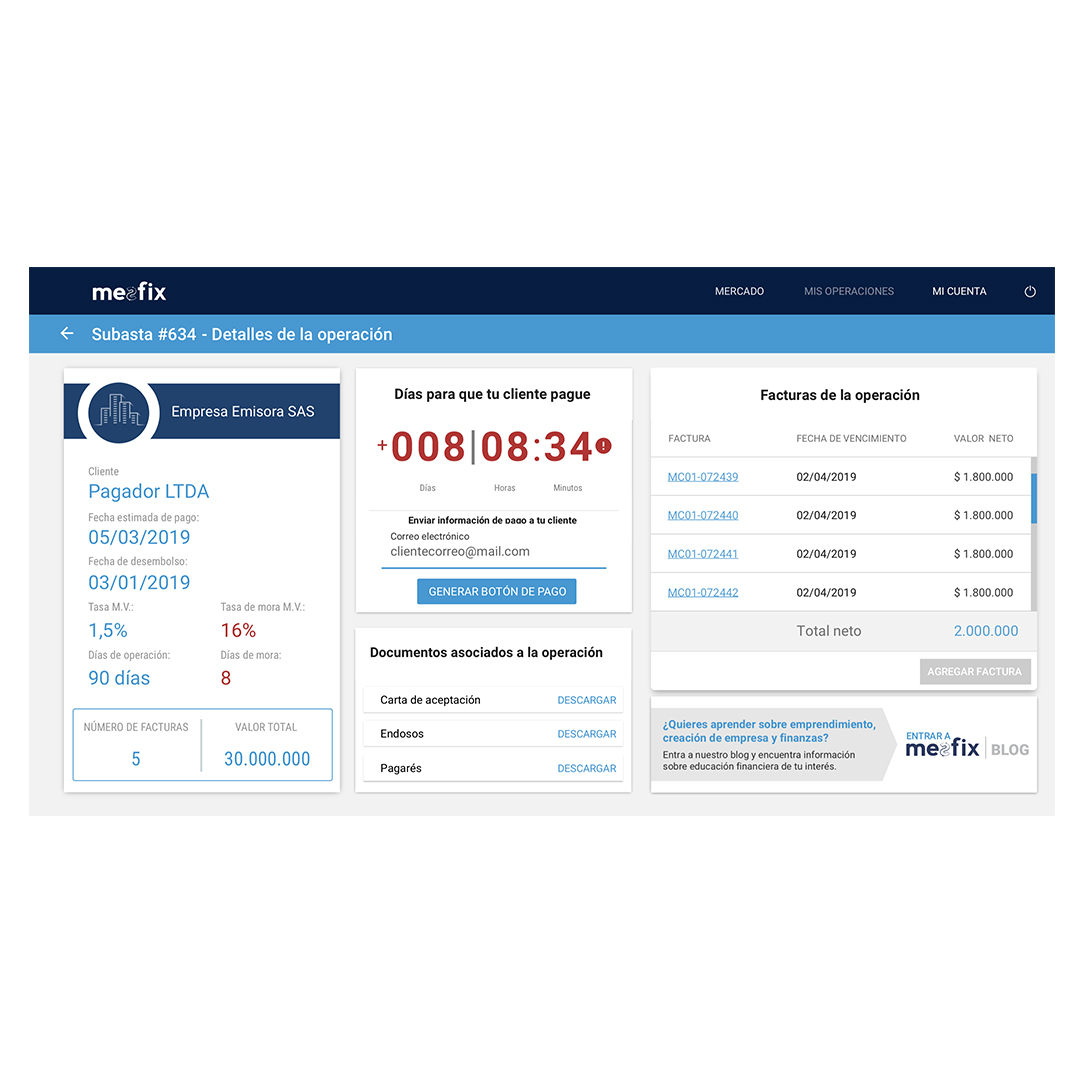 mesfix
MERCADO
MIS OPERACIONES
MI CUENTA
Subasta #634 - Detalles de la operación
Empresa Emisora SAS
Cliente
Pagador LTDA
Fecha estimada de pago:
05/03/2019
Fecha de desembolso:
03/01/2019
Tasa M.V.: Tasa de mora M.V.:
1,5% 16%
Días de operación: Días de mora:
90 días 8
NÚMERO DE FACTURAS VALOR TOTAL
5 30.000.000
Días para que tu cliente pague
+008|08:34
Días Horas Minutos
Enviar información de pago a tu cliente
Correo electrónico
clientecorreo@mail.com
GENERAR BOTÓN DE PAGO
Documentos asociados a la operación
Carta de aceptación DESCARGAR
Endosos DESCARGAR
Pagarés DESCARGAR
Facturas de la operación
FACTURA FECHA DE VENCIMIENTO VALOR NETO
MC01-072439 02/04/2019 $ 1.800.000
MC01-072440 02/04/2019 $ 1.800.000
MC01-072441 02/04/2019 $ 1.800.000
MC01-072442 02/04/2019 $ 1.800.000
Total neto 2.000.000
AGREGAR FACTURA
¿Quieres aprender sobre emprendimiento,
creación de empresa y finanzas?
Entra a nuestro blog y encuentra información
sobre educación financiera de tu interés.
ENTRAR A
mesfix | BLOG